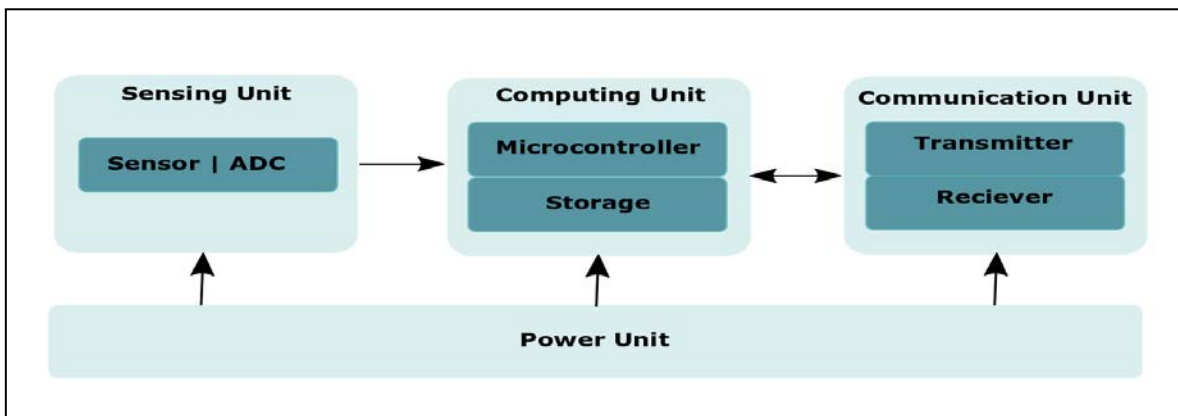 Sensing Unit
Sensor | ADC
Computing Unit
Microcontroller
Storage
Communication Unit
Transmitter
Reciever
Power Unit